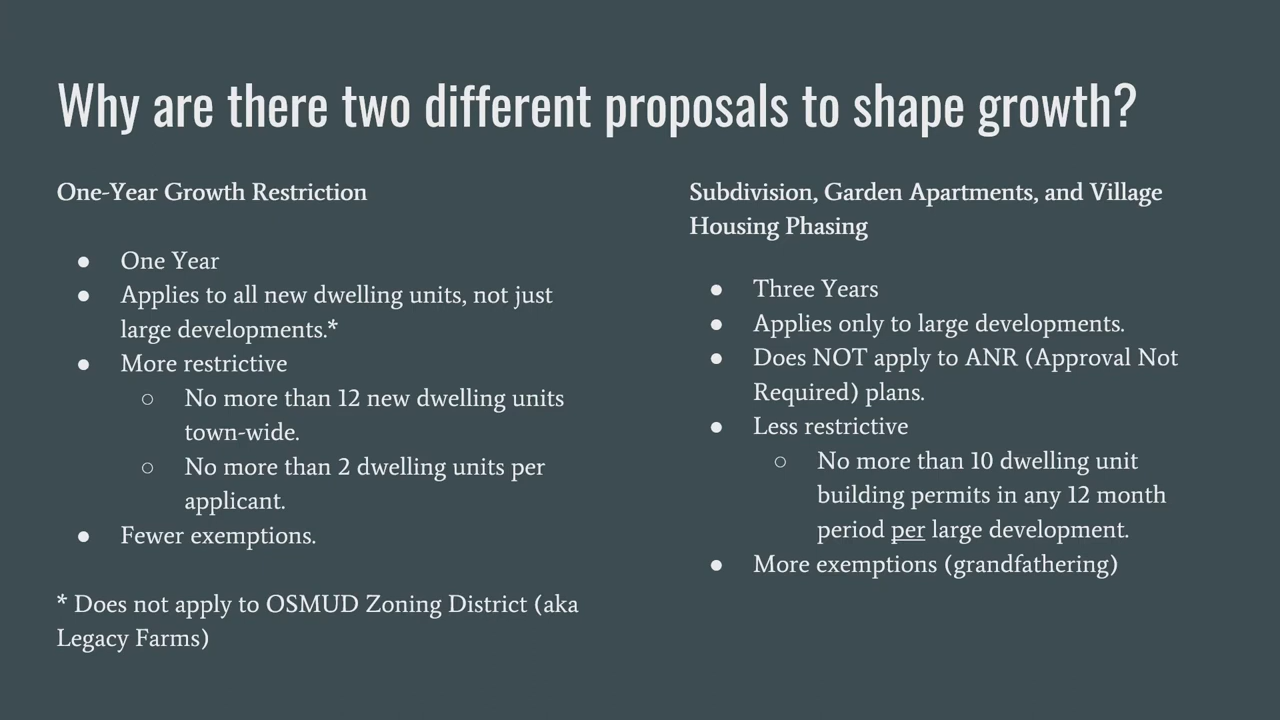 Why are there two different proposals to shape growth?
One-Year Growth Restriction
● One Year
● Applies to all new dwelling units, not just
large developments.*
● More restrictive
○ No more than 12 new dwelling units
town-wide.
○ No more than 2 dwelling units per
applicant.
● Fewer exemptions.
* Does not apply to OSMUD Zoning District (aka
Legacy Farms)
Subdivision, Garden Apartments, and Village
Housing Phasing
● Three Years
● Applies only to large developments.
● Does NOT apply to ANR (Approval Not
Required) plans.
● Less restrictive
○ No more than 10 dwelling unit
building permits in any 12 month
period per large development.
● More exemptions (grandfathering)